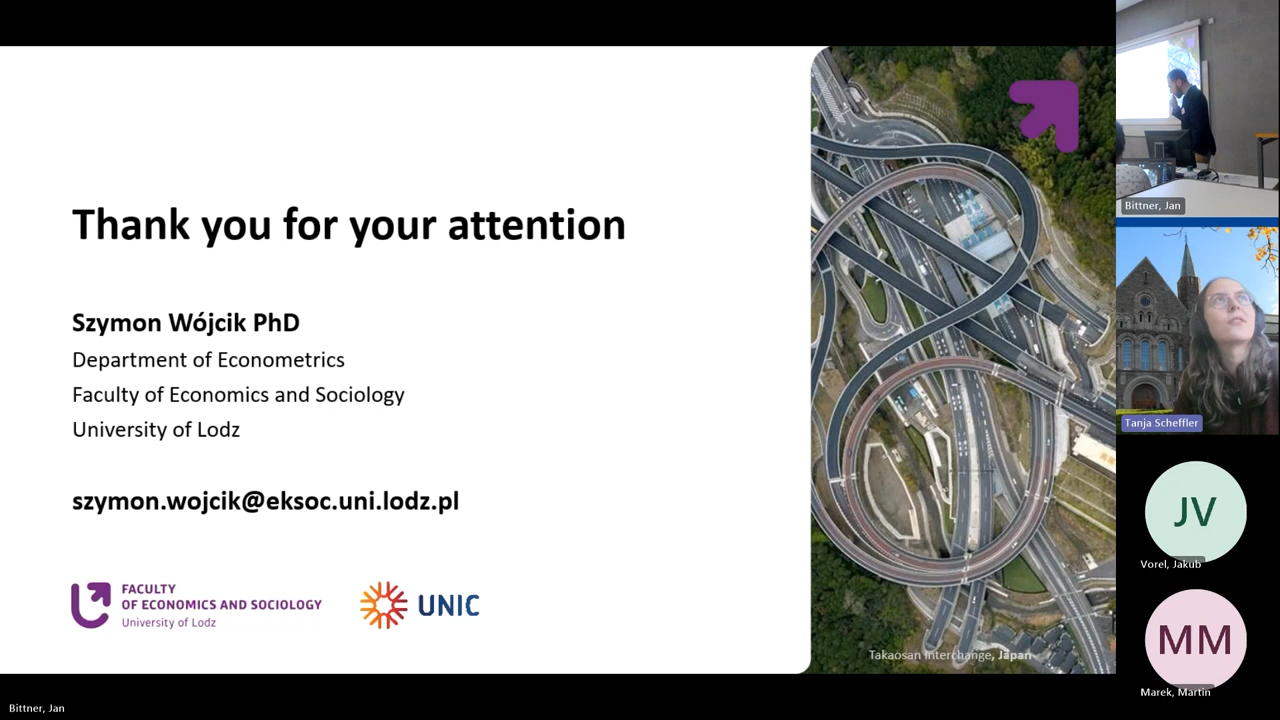 Thank you for your attention
Szymon Wójcik PhD
Department of Econometrics
Faculty of Economics and Sociology
University of Lodz
szymon.wojcik@eksoc.uni.lodz.pl
FACULTY
OF ECONOMICS AND SOCIOLOGY
University of Lodz
UNIC
Takaosan Interchange, Japan
Bittner, Jan
Tanja Scheffler
JV
Vorel, Jakub
MM
Marek, Martin
Bittner, Jan